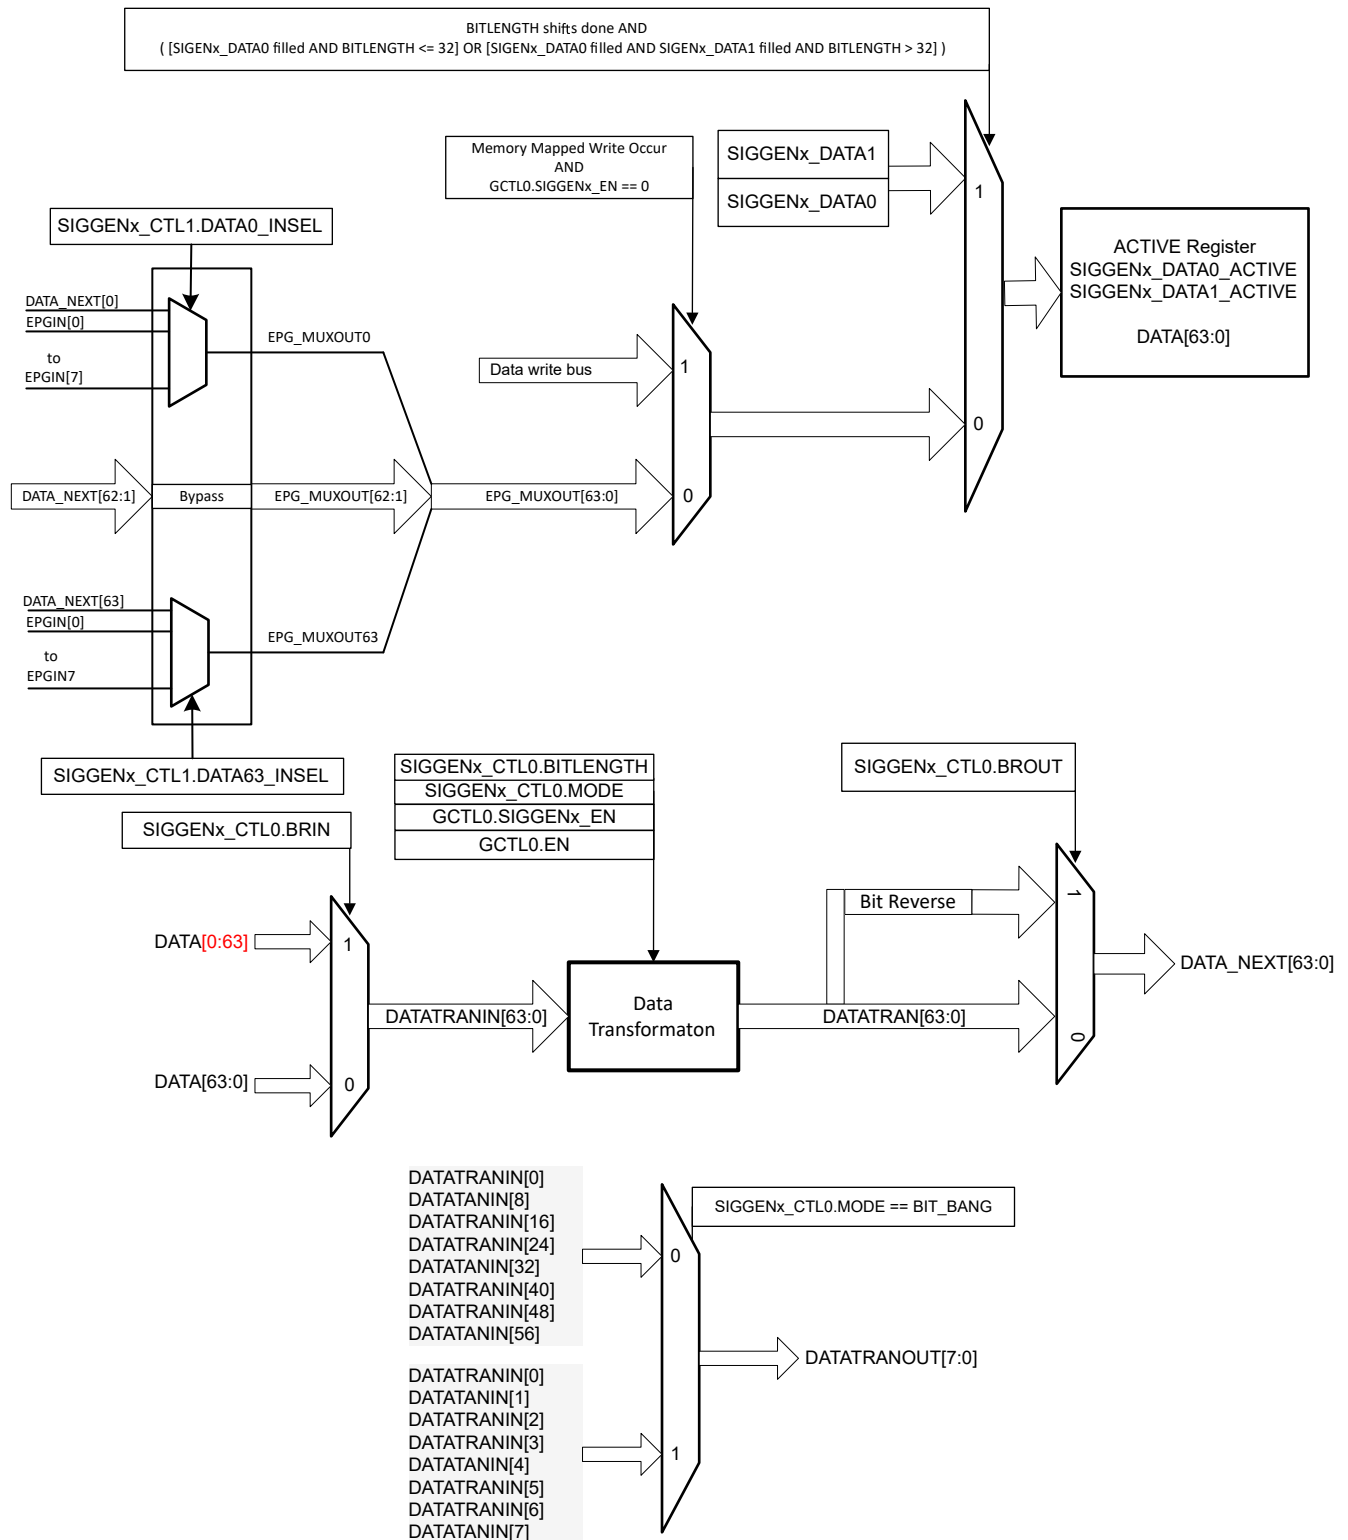 BITLENGTH shifts done AND
( [SIGENx_DATA0 filled AND BITLENGTH <= 32] OR [SIGENx_DATA0 filled AND SIGENx_DATA1 filled AND BITLENGTH > 32] )
Memory Mapped Write Occur
AND
GCTL0.SIGGENx_EN == 0
SIGGENx_DATA1
SIGGENx_DATA0
1
0
ACTIVE Register
SIGGENx_DATA0_ACTIVE
SIGGENx_DATA1_ACTIVE
DATA[63:0]
SIGGENx_CTL1.DATA0_INSEL
DATA_NEXT[0]
EPGIN[0]
to
EPGIN[7]
EPG_MUXOUT0
Data write bus
1
0
DATA_NEXT[62:1]
Bypass
EPG_MUXOUT[62:1]
EPG_MUXOUT[63:0]
DATA_NEXT[63]
EPGIN[0]
to
EPGIN7
EPG_MUXOUT63
SIGGENx_CTL1.DATA63_INSEL
SIGGENx_CTL0.BITLENGTH
SIGGENx_CTL0.MODE
GCTL0.SIGGENx_EN
GCTL0.EN
SIGGENx_CTL0.BROUT
SIGGENx_CTL0.BRIN
DATA[0:63]
1
DATA[63:0]
0
DATATRANIN[63:0]
Data
Transformaton
Bit Reverse
DATATRAN[63:0]
1
0
DATA_NEXT[63:0]
DATATRANIN[0]
DATATANIN[8]
DATATRANIN[16]
DATATRANIN[24]
DATATANIN[32]
DATATRANIN[40]
DATATRANIN[48]
DATATANIN[56]
0
SIGGENx_CTL0.MODE == BIT_BANG
DATATRANOUT[7:0]
DATATRANIN[0]
DATATANIN[1]
DATATRANIN[2]
DATATRANIN[3]
DATATANIN[4]
DATATRANIN[5]
DATATRANIN[6]
DATATANIN[7]
1